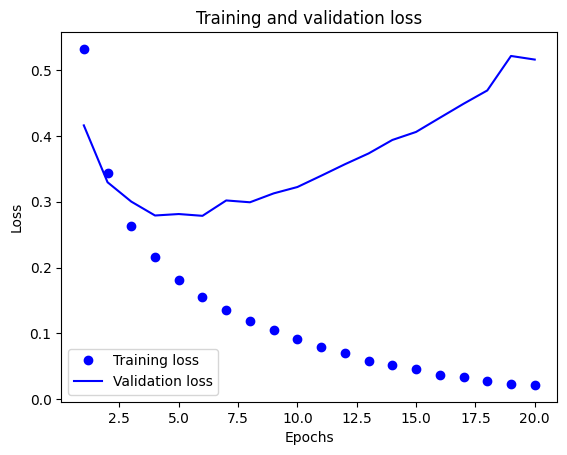 Training and validation loss
0.5
0.4
0.3
0.2
0.1
0.0
Loss
Training loss
Validation loss
2.5 5.0 7.5 10.0 12.5 15.0 17.5 20.0
Epochs